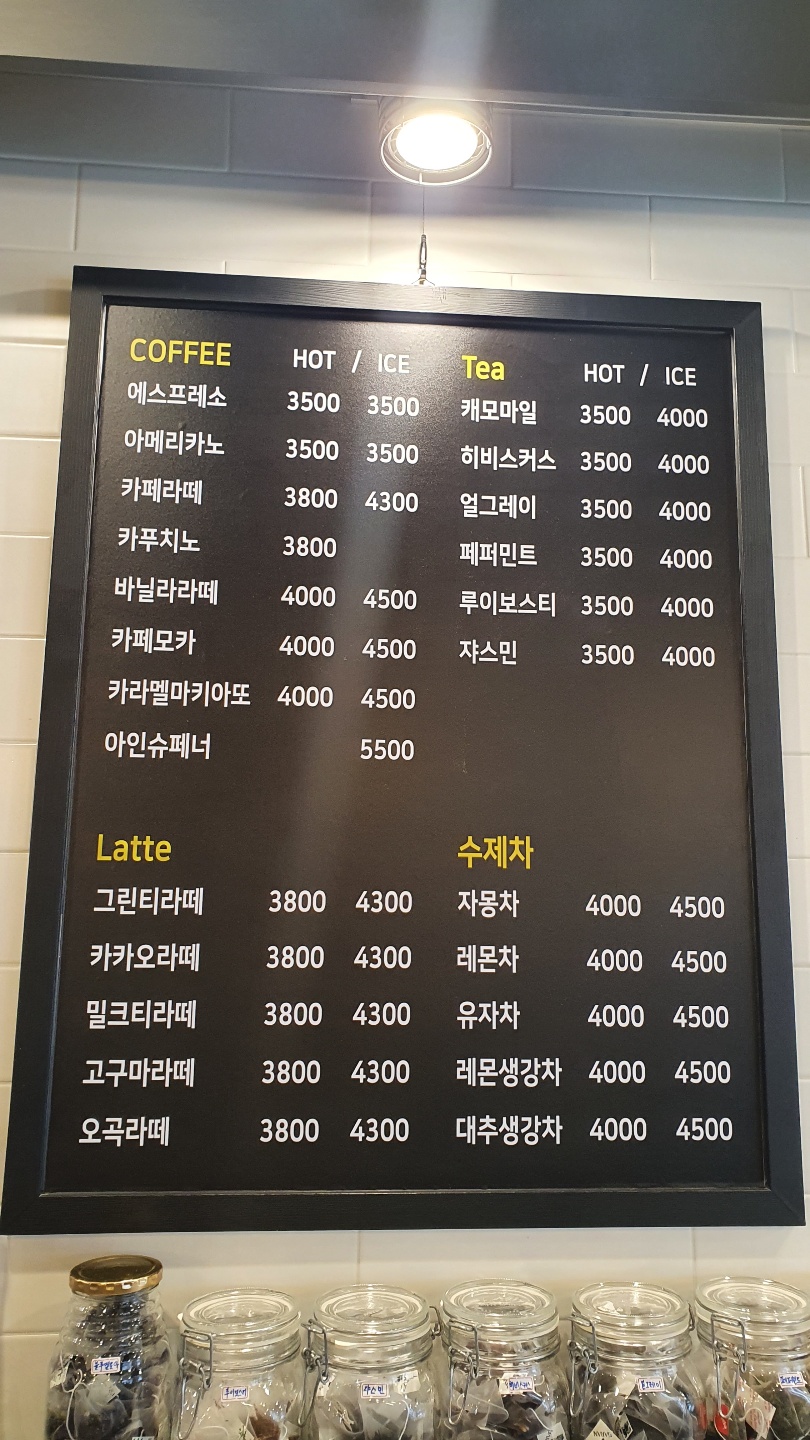 COFFEE HOT / ICE
에스프레소 3500 3500
아메리카노 3500 3500
카페라떼 3800 4300
카푸치노 3800
바닐라라떼 4000 4500
카페모카 4000 4500
카라멜마키아또 4000 4500
아인슈페너 5500
Tea HOT / ICE
캐모마일 3500 4000
히비스커스 3500 4000
얼그레이 3500 4000
페퍼민트 3500 4000
루이보스티 3500 4000
쟈스민 3500 4000
Latte
그린티라떼 3800 4300
카카오라떼 3800 4300
밀크티라떼 3800 4300
고구마라떼 3800 4300
오곡라떼 3800 4300
수제차
자몽차 4000 4500
레몬차 4000 4500
유자차 4000 4500
레몬생강차 4000 4500
대추생강차 4000 4500